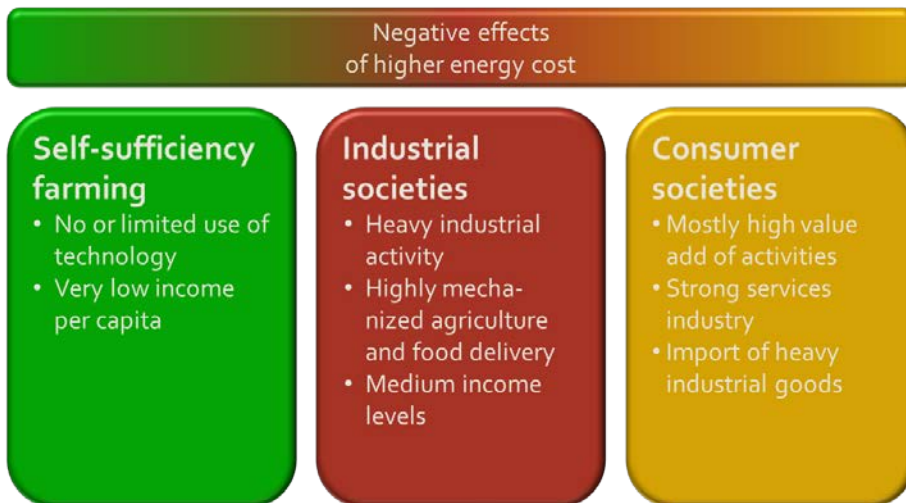 Negative effects
of higher energy cost
Self-sufficiency
farming
• No or limited use of
technology
• Very low income
per capita
Industrial
societies
• Heavy industrial
activity
• Highly mecha-
nized agriculture
and food delivery
• Medium income
levels
Consumer
societies
• Mostly high value
add of activities
• Strong services
industry
• Import of heavy
industrial goods